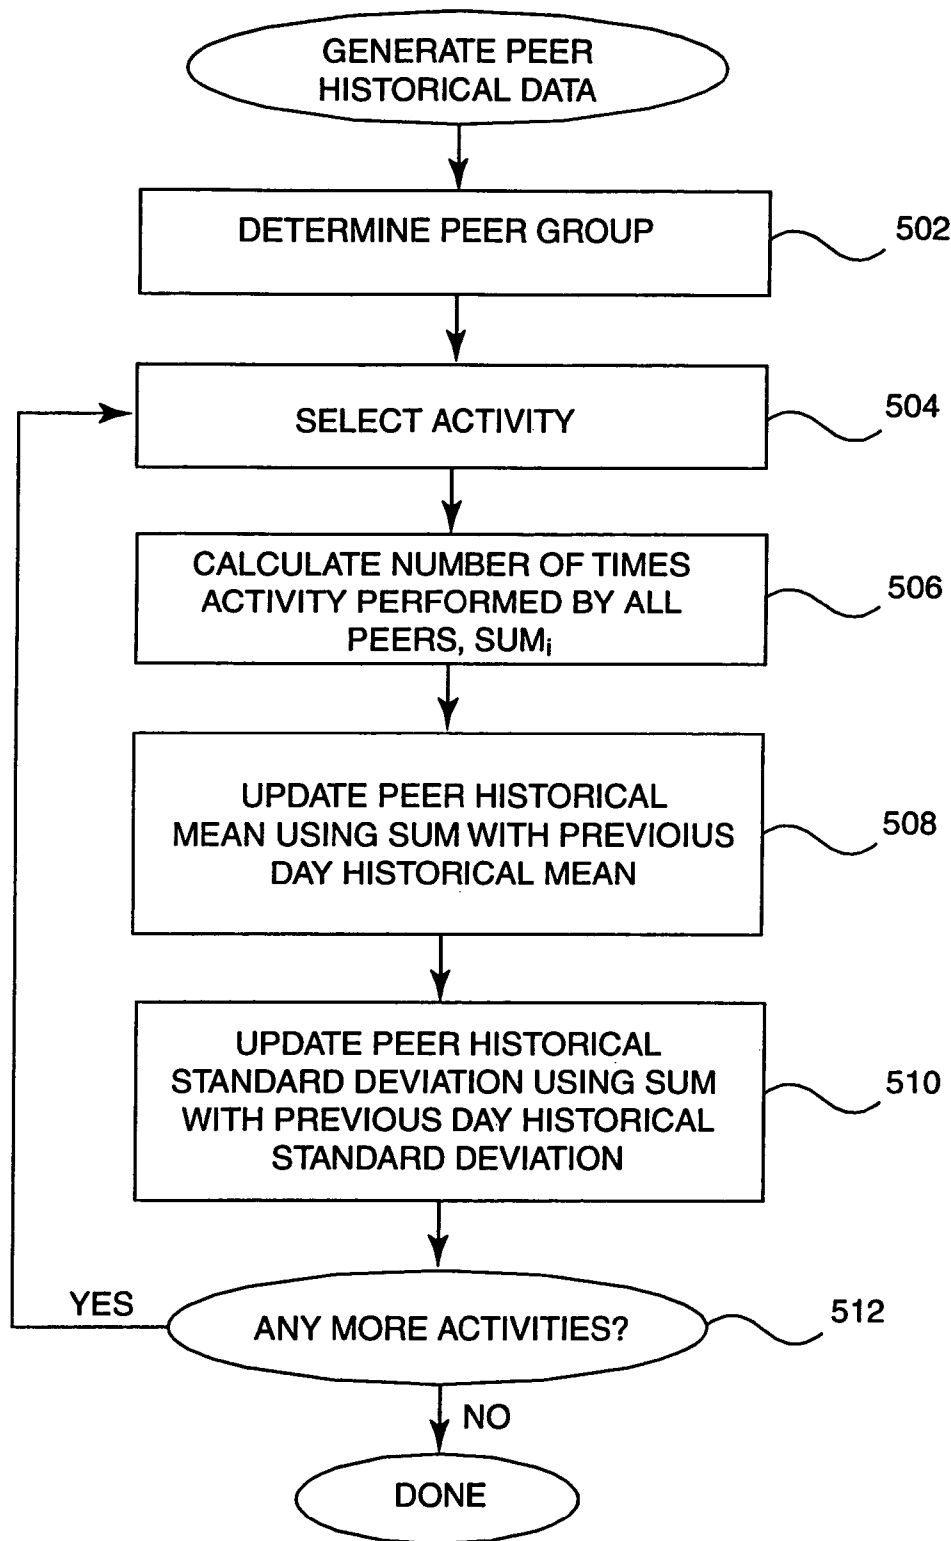 GENERATE PEER
HISTORICAL DATA
DETERMINE PEER GROUP
502
SELECT ACTIVITY
504
CALCULATE NUMBER OF TIMES
ACTIVITY PERFORMED BY ALL
PEERS, SUMi
506
UPDATE PEER HISTORICAL
MEAN USING SUM WITH PREVIOIUS
DAY HISTORICAL MEAN
508
UPDATE PEER HISTORICAL
STANDARD DEVIATION USING SUM
WITH PREVIOUS DAY HISTORICAL
STANDARD DEVIATION
510
YES
ANY MORE ACTIVITIES?
512
NO
DONE